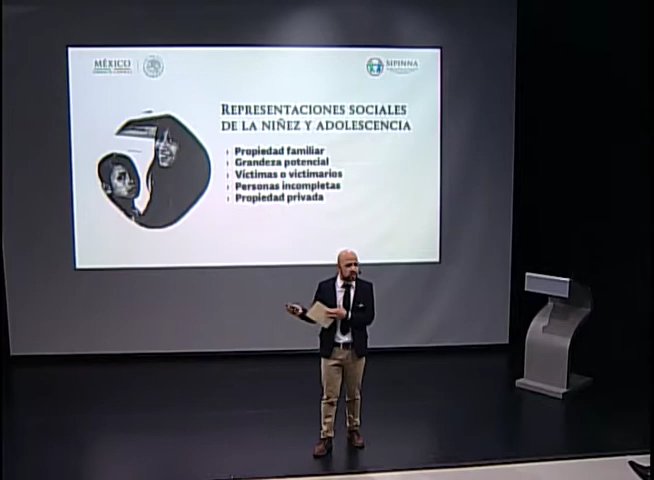 MÉXICO
SIPINNA
REPRESENTACIONES SOCIALES
DE LA NIÑEZ Y ADOLESCENCIA
› Propiedad familiar
› Grandeza potencial
› Víctimas o victimarios
› Personas incompletas
› Propiedad privada